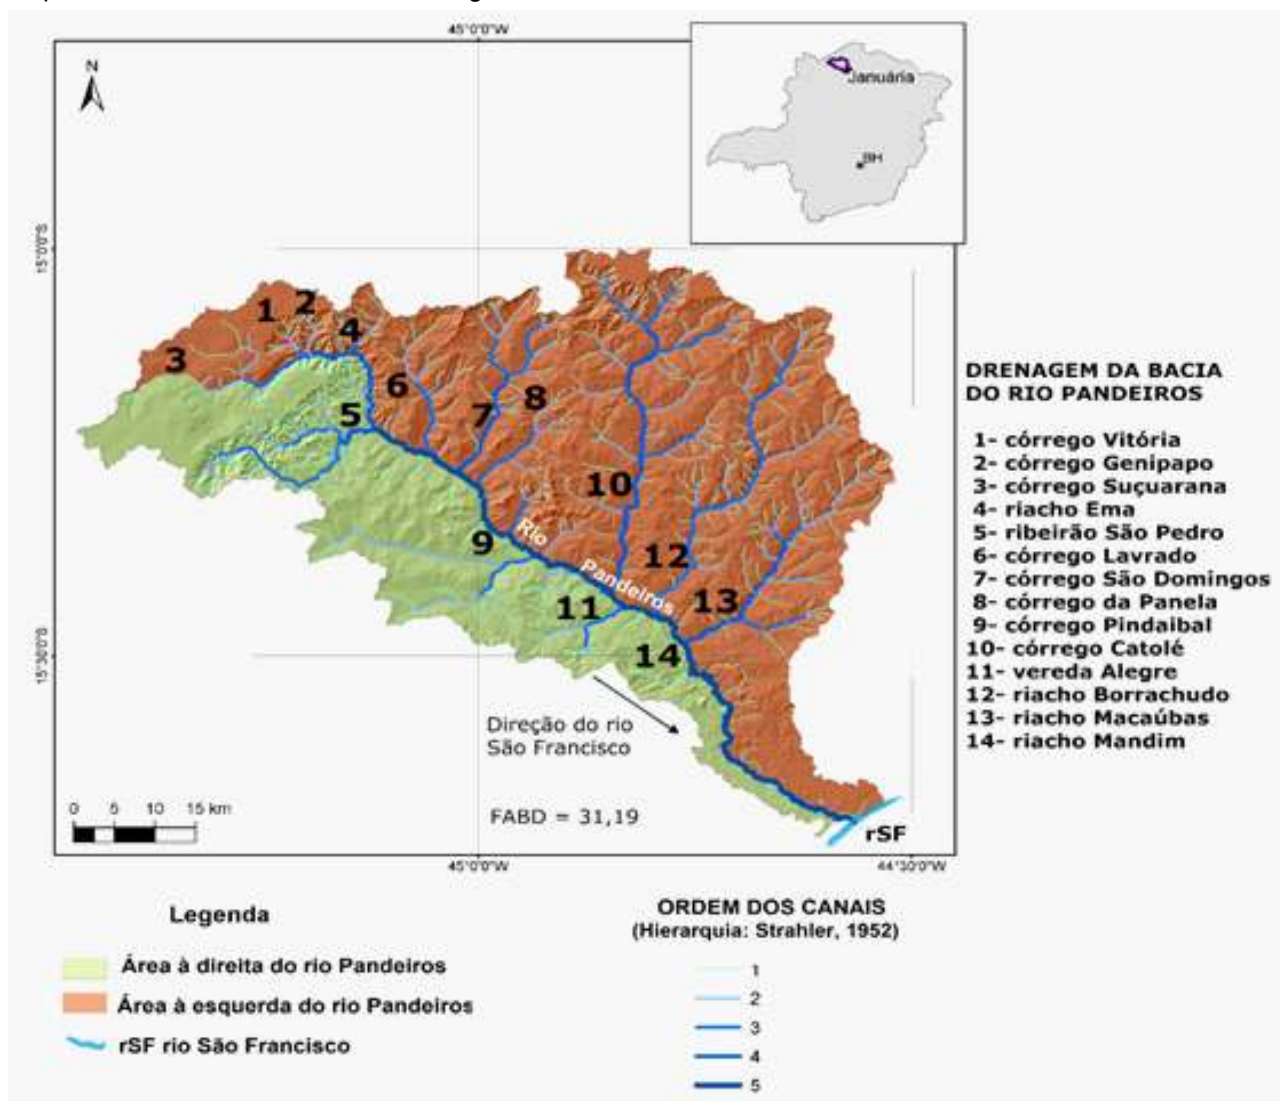 45°0'0"W
N
Januária
BH
15°0'0"S
1
2
4
3
6
5
7
8
10
9
Rio
Pandeiros
12
11
13
14
15°30'0"S
DRENAGEM DA BACIA
DO RIO PANDEIROS
1- córrego Vitória
2- córrego Genipapo
3- córrego Suçuarana
4- riacho Ema
5- ribeirão São Pedro
6- córrego Lavrado
7- córrego São Domingos
8- córrego da Panela
9- córrego Pindaibal
10- córrego Catolé
11- vereda Alegre
12- riacho Borrachudo
13- riacho Macaúbas
14- riacho Mandim
Direção do rio
São Francisco
FABD = 31,19
0 5 10 15 km
rSF
45°0'0"W
44°30'0"W
Legenda
Área à direita do rio Pandeiros
Área à esquerda do rio Pandeiros
rSF rio São Francisco
ORDEM DOS CANAIS
(Hierarquia: Strahler, 1952)
1
2
3
4
5